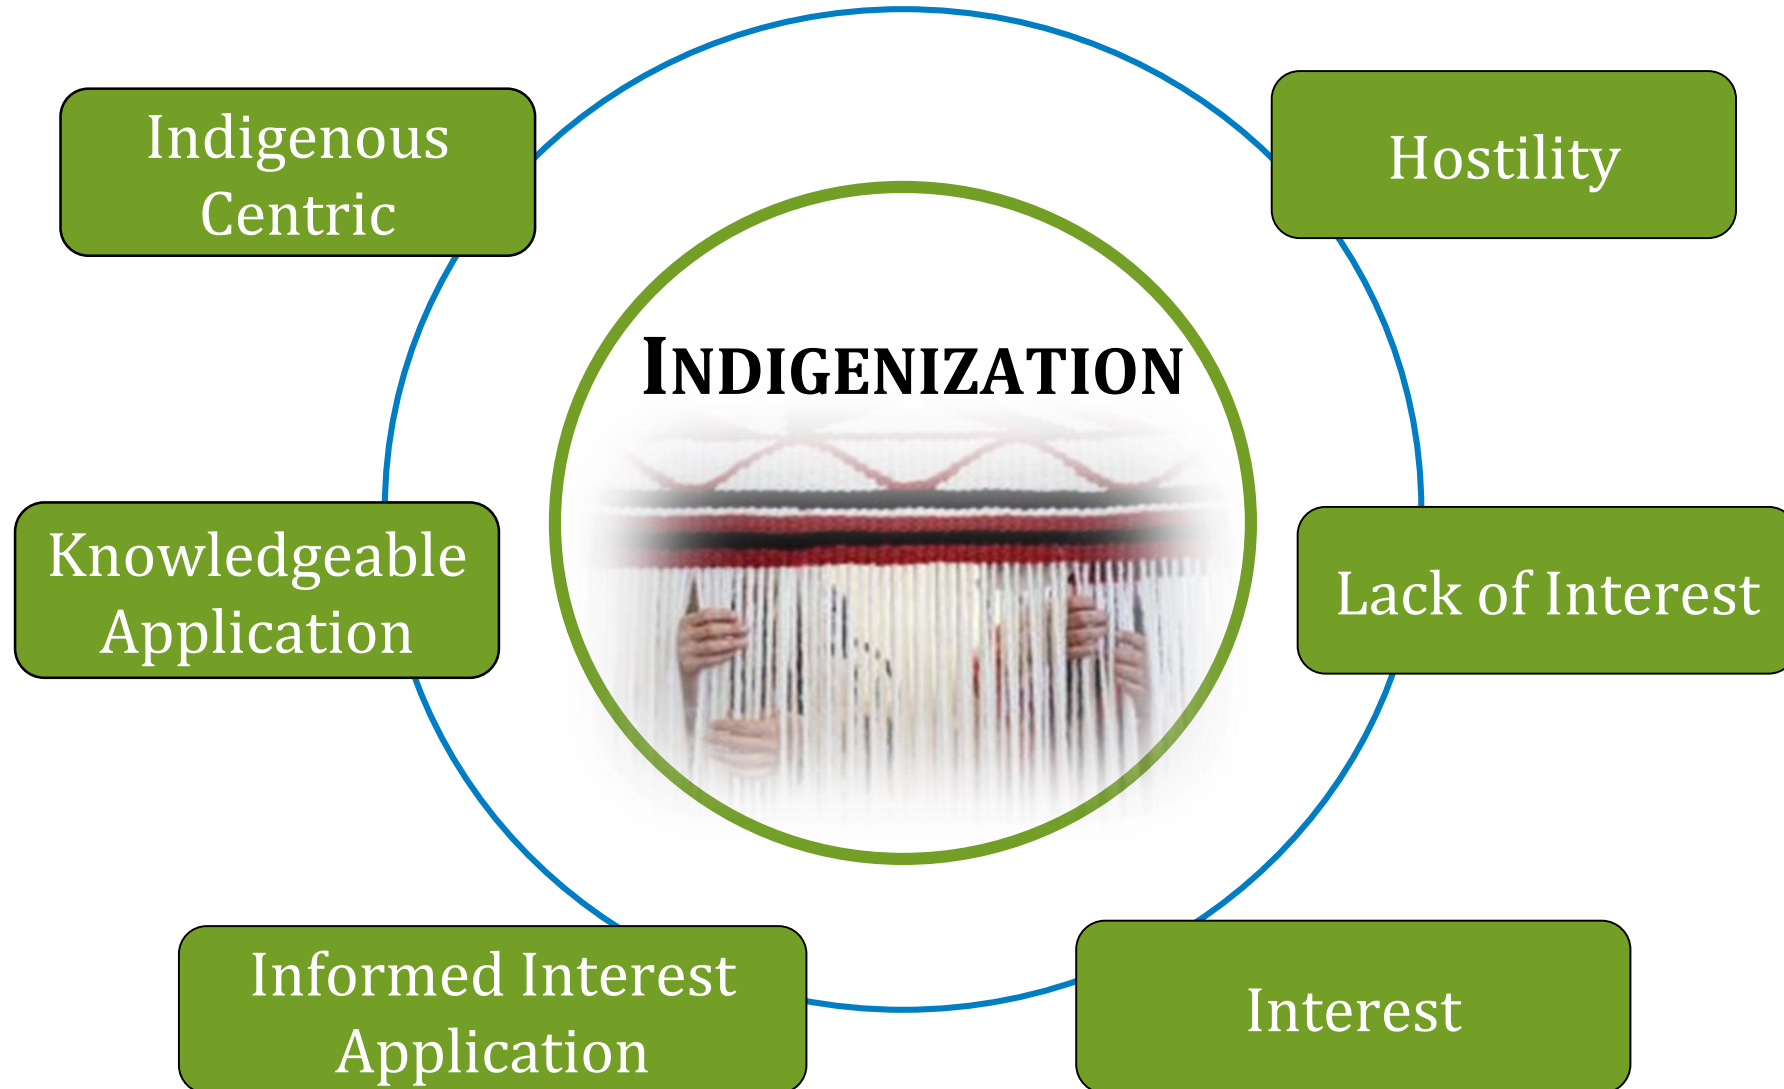 Indigenous
Centric
Hostility
INDIGENIZATION
Knowledgeable
Application
Lack of Interest
Informed Interest
Application
Interest